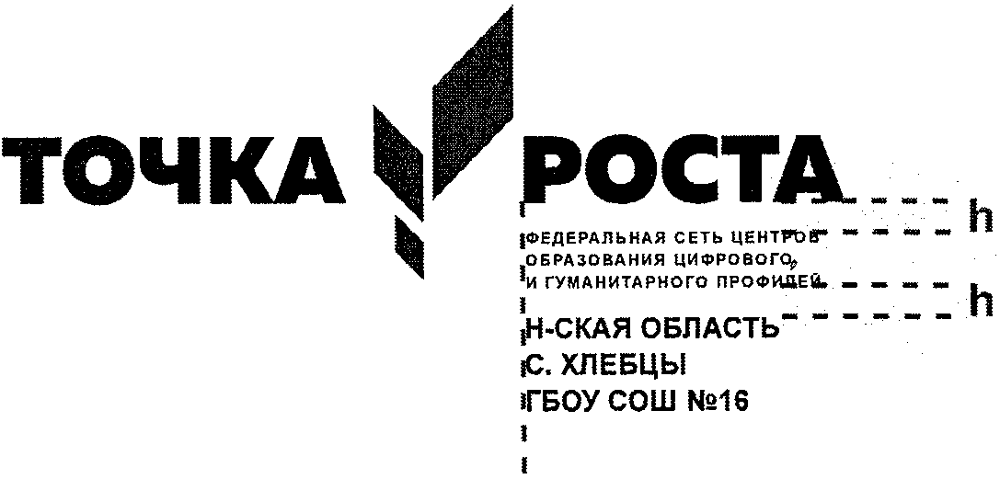 ТОЧКА РОСТА
h
ФЕДЕРАЛЬНАЯ СЕТЬ ЦЕНТРОВ
ОБРАЗОВАНИЯ ЦИФРОВОГО
И ГУМАНИТАРНОГО ПРОФИЛЕЙ
h
Н-СКАЯ ОБЛАСТЬ
С. ХЛЕБЦЫ
ГБОУ СОШ №16